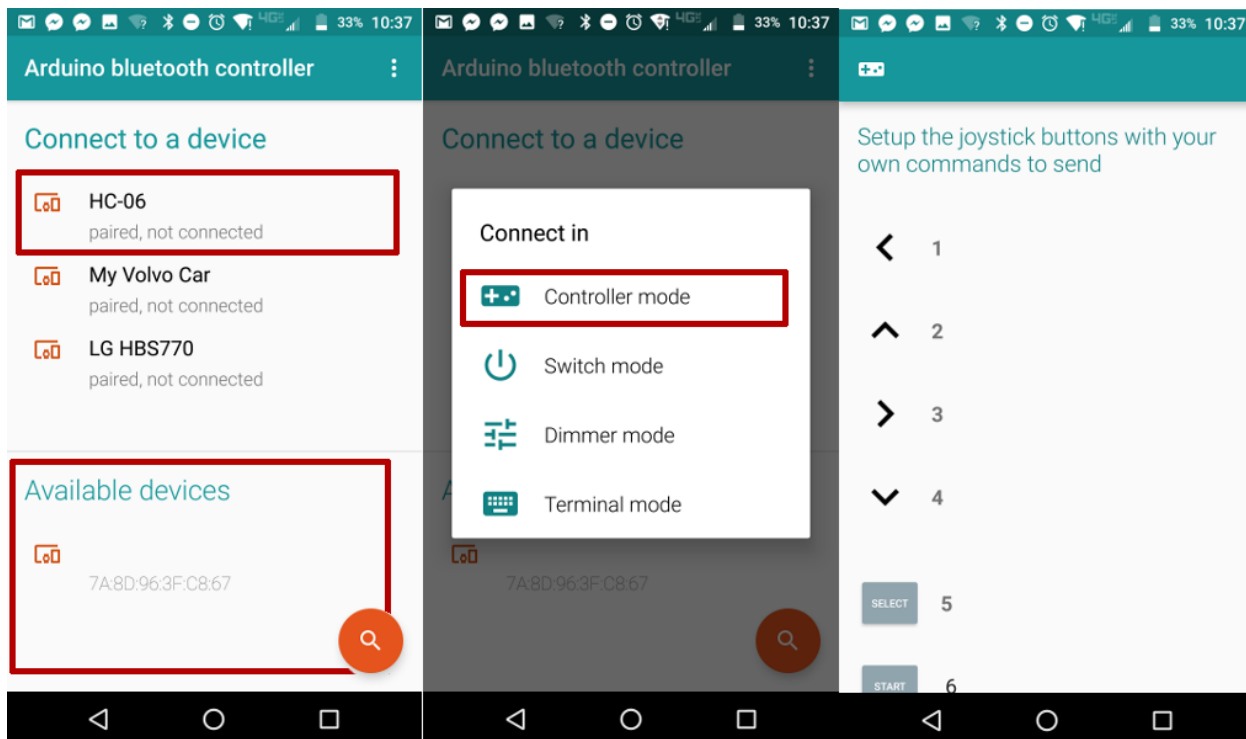 4G 33% 10:37
Arduino bluetooth controller
Connect to a device
HC-06
paired, not connected
My Volvo Car
paired, not connected
LG HBS770
paired, not connected
Available devices
7A:8D:96:3F:C8:67
4G 33% 10:37
Arduino bluetooth controller
Connect to a device
Connect in
Controller mode
Switch mode
Dimmer mode
Terminal mode
A
7A:8D:96:3F:C8:67
4G 33% 10:37
Setup the joystick buttons with your
own commands to send
1
2
3
4
SELECT 5
START 6